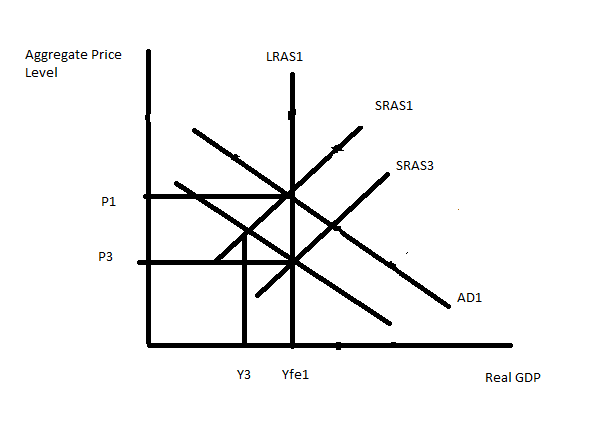 Aggregate Price
Level
LRAS1
SRAS1
SRAS3
P1
P3
AD1
Y3
Yfe1
Real GDP